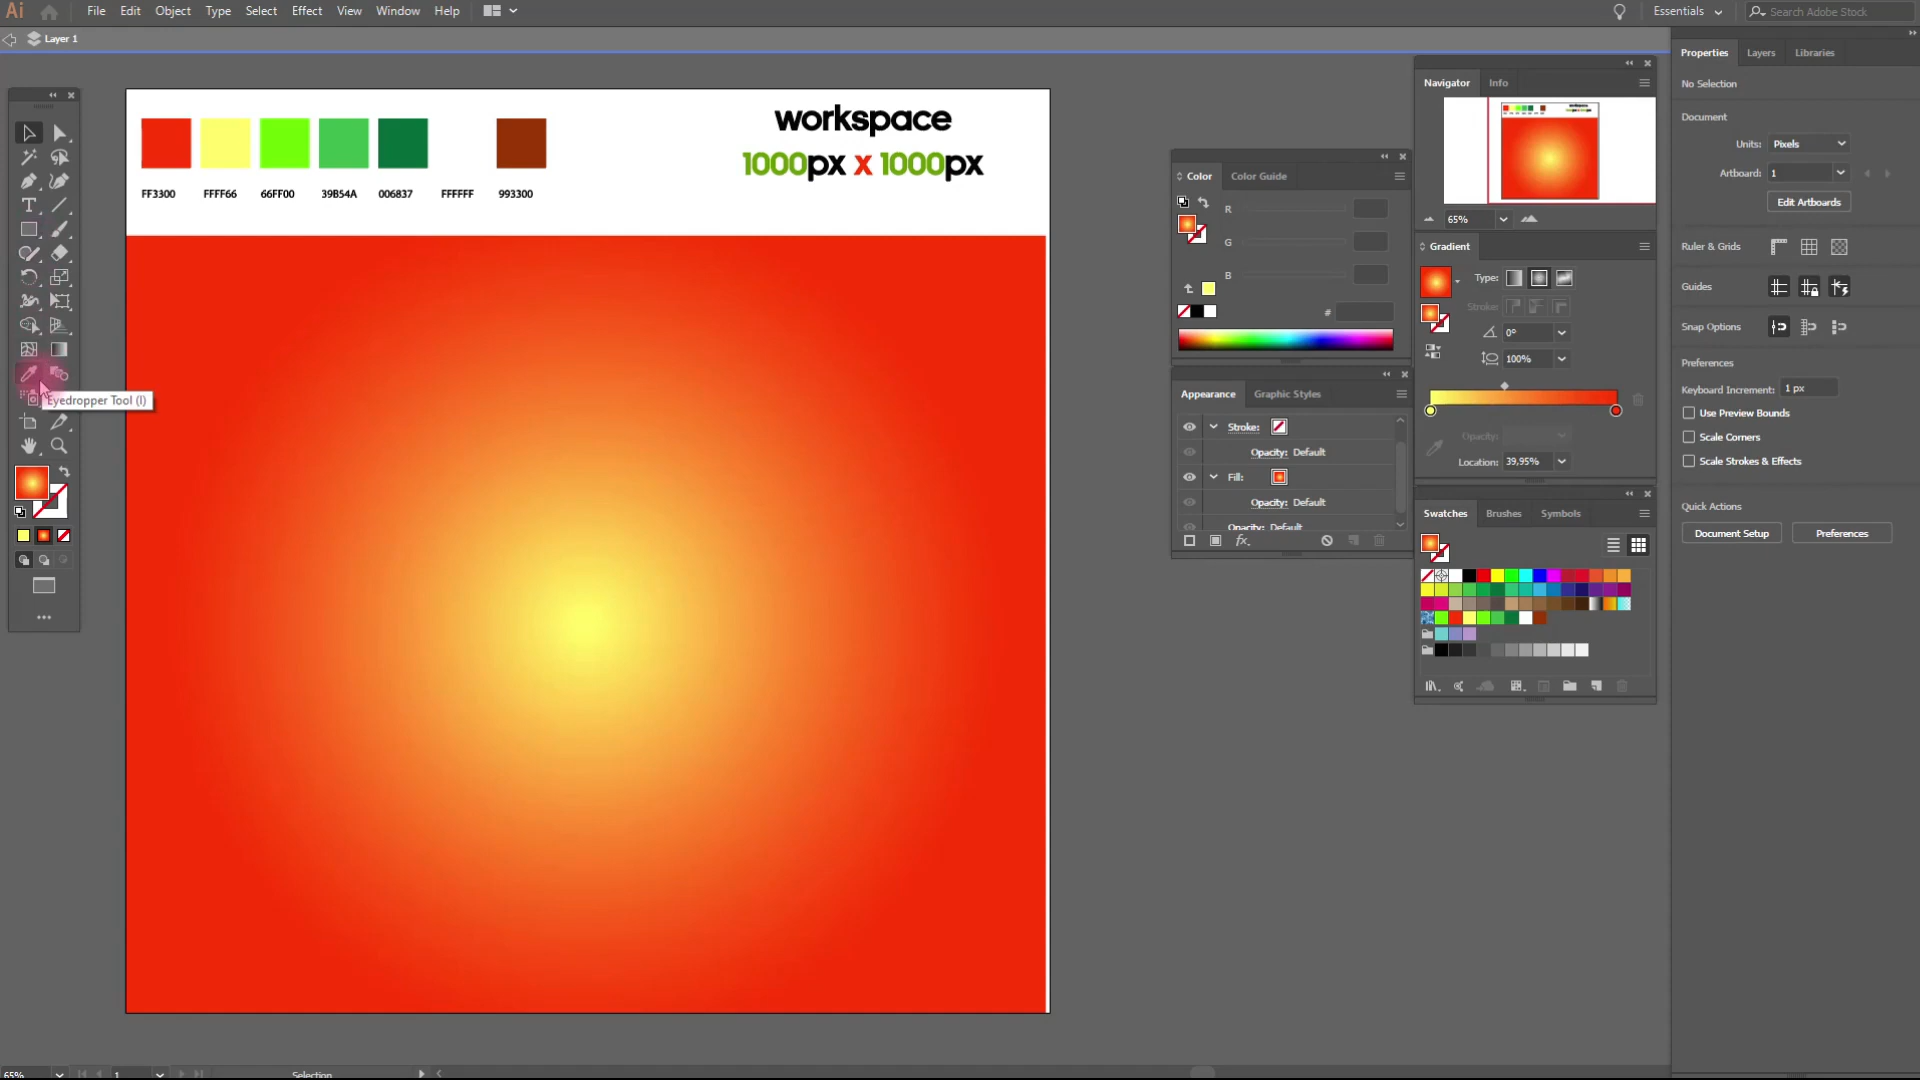 Ai File Edit Object Type Select Effect View Window Help Essentials Search Adobe Stock
Layer 1
Properties Layers Libraries
No Selection
Document
Units: Pixels
Artboard: 1
Edit Artboards
Ruler & Grids
Guides
Snap Options
Preferences
Keyboard Increment: 1 px
Use Preview Bounds
Scale Corners
Scale Strokes & Effects
Quick Actions
Document Setup Preferences
Navigator Info
65%
Gradient
Type:
Stroke:
0°
100%
Opacity:
Location: 39,95%
Swatches Brushes Symbols
Color Color Guide
R
G
B
#
Appearance Graphic Styles
Stroke:
Opacity: Default
Fill:
Opacity: Default
Opacity: Default
fx
workspace
1000px x 1000px
FF3300 FFFF66 66FF00 39B54A 006837 FFFFFF 993300
Eyedropper Tool (I)
65% 1 Selection